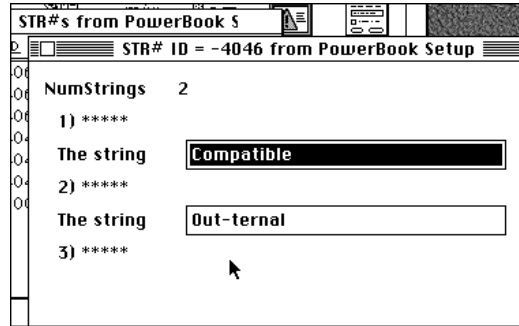 STR#s from PowerBook S
STR# ID = -4046 from PowerBook Setup
NumStrings 2
1) *****
The string Compatible
2) *****
The string Out-ternal
3) *****